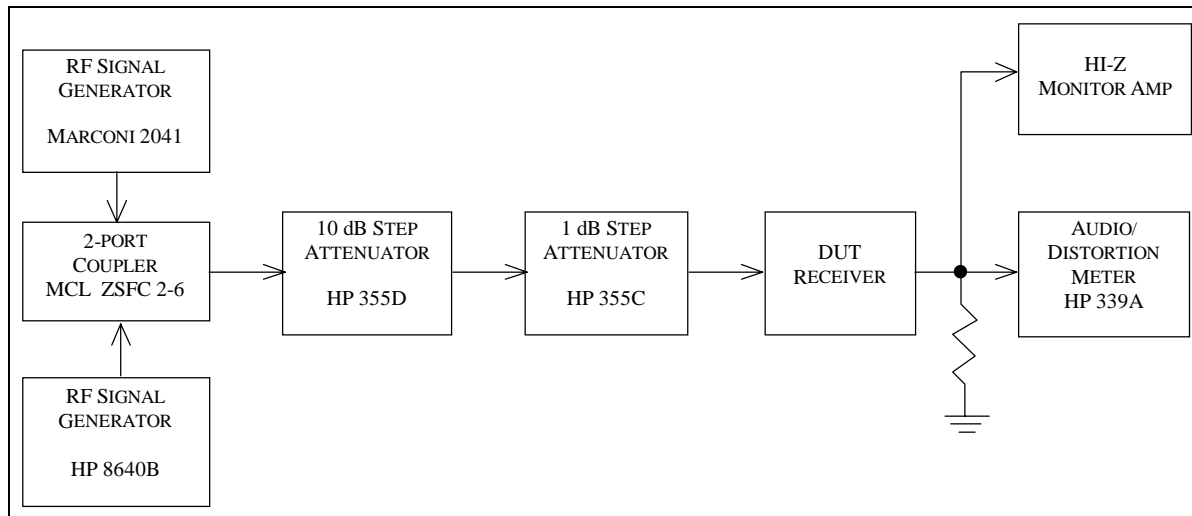 RF SIGNAL
GENERATOR
MARCONI 2041
HI-Z
MONITOR AMP
2-PORT
COUPLER
MCL ZSFC 2-6
10 dB STEP
ATTENUATOR
HP 355D
1 dB STEP
ATTENUATOR
HP 355C
DUT
RECEIVER
AUDIO/
DISTORTION
METER
HP 339A
RF SIGNAL
GENERATOR
HP 8640B